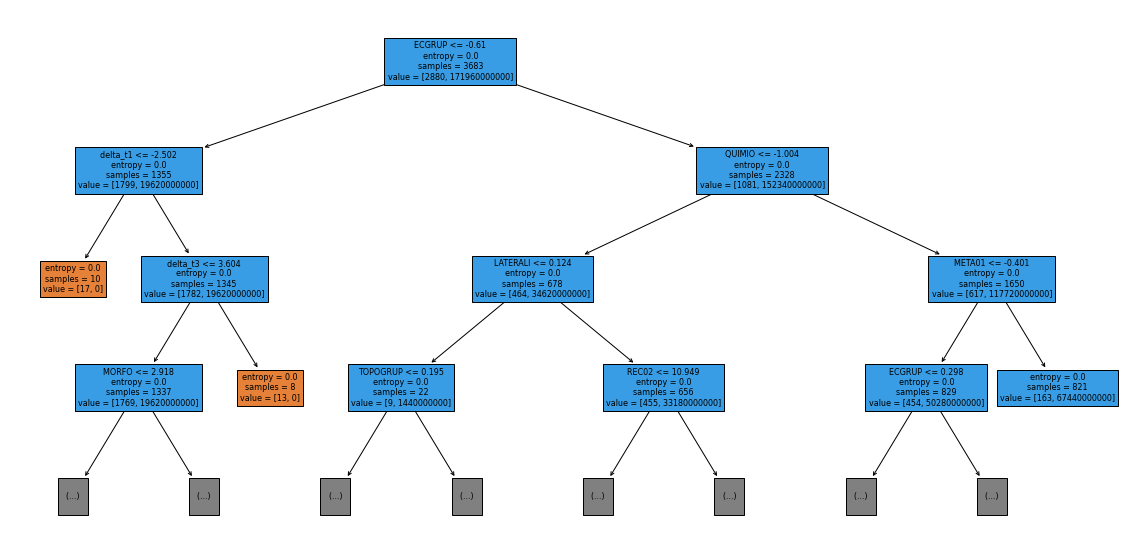 ECGRUP <= -0.61
entropy = 0.0
samples = 3683
value = [2880, 171960000000]
delta_t1 <= -2.502
entropy = 0.0
samples = 1355
value = [1799, 19620000000]
QUIMIO <= -1.004
entropy = 0.0
samples = 2328
value = [1081, 152340000000]
entropy = 0.0
samples = 10
value = [17, 0]
delta_t3 <= 3.604
entropy = 0.0
samples = 1345
value = [1782, 19620000000]
LATERALI <= 0.124
entropy = 0.0
samples = 678
value = [464, 34620000000]
META01 <= -0.401
entropy = 0.0
samples = 1650
value = [617, 117720000000]
MORFO <= 2.918
entropy = 0.0
samples = 1337
value = [1769, 19620000000]
entropy = 0.0
samples = 8
value = [13, 0]
TOPOGRUP <= 0.195
entropy = 0.0
samples = 22
value = [9, 1440000000]
REC02 <= 10.949
entropy = 0.0
samples = 656
value = [455, 33180000000]
ECGRUP <= 0.298
entropy = 0.0
samples = 829
value = [454, 50280000000]
entropy = 0.0
samples = 821
value = [163, 67440000000]
(...)
(...)
(...)
(...)
(...)
(...)
(...)
(...)